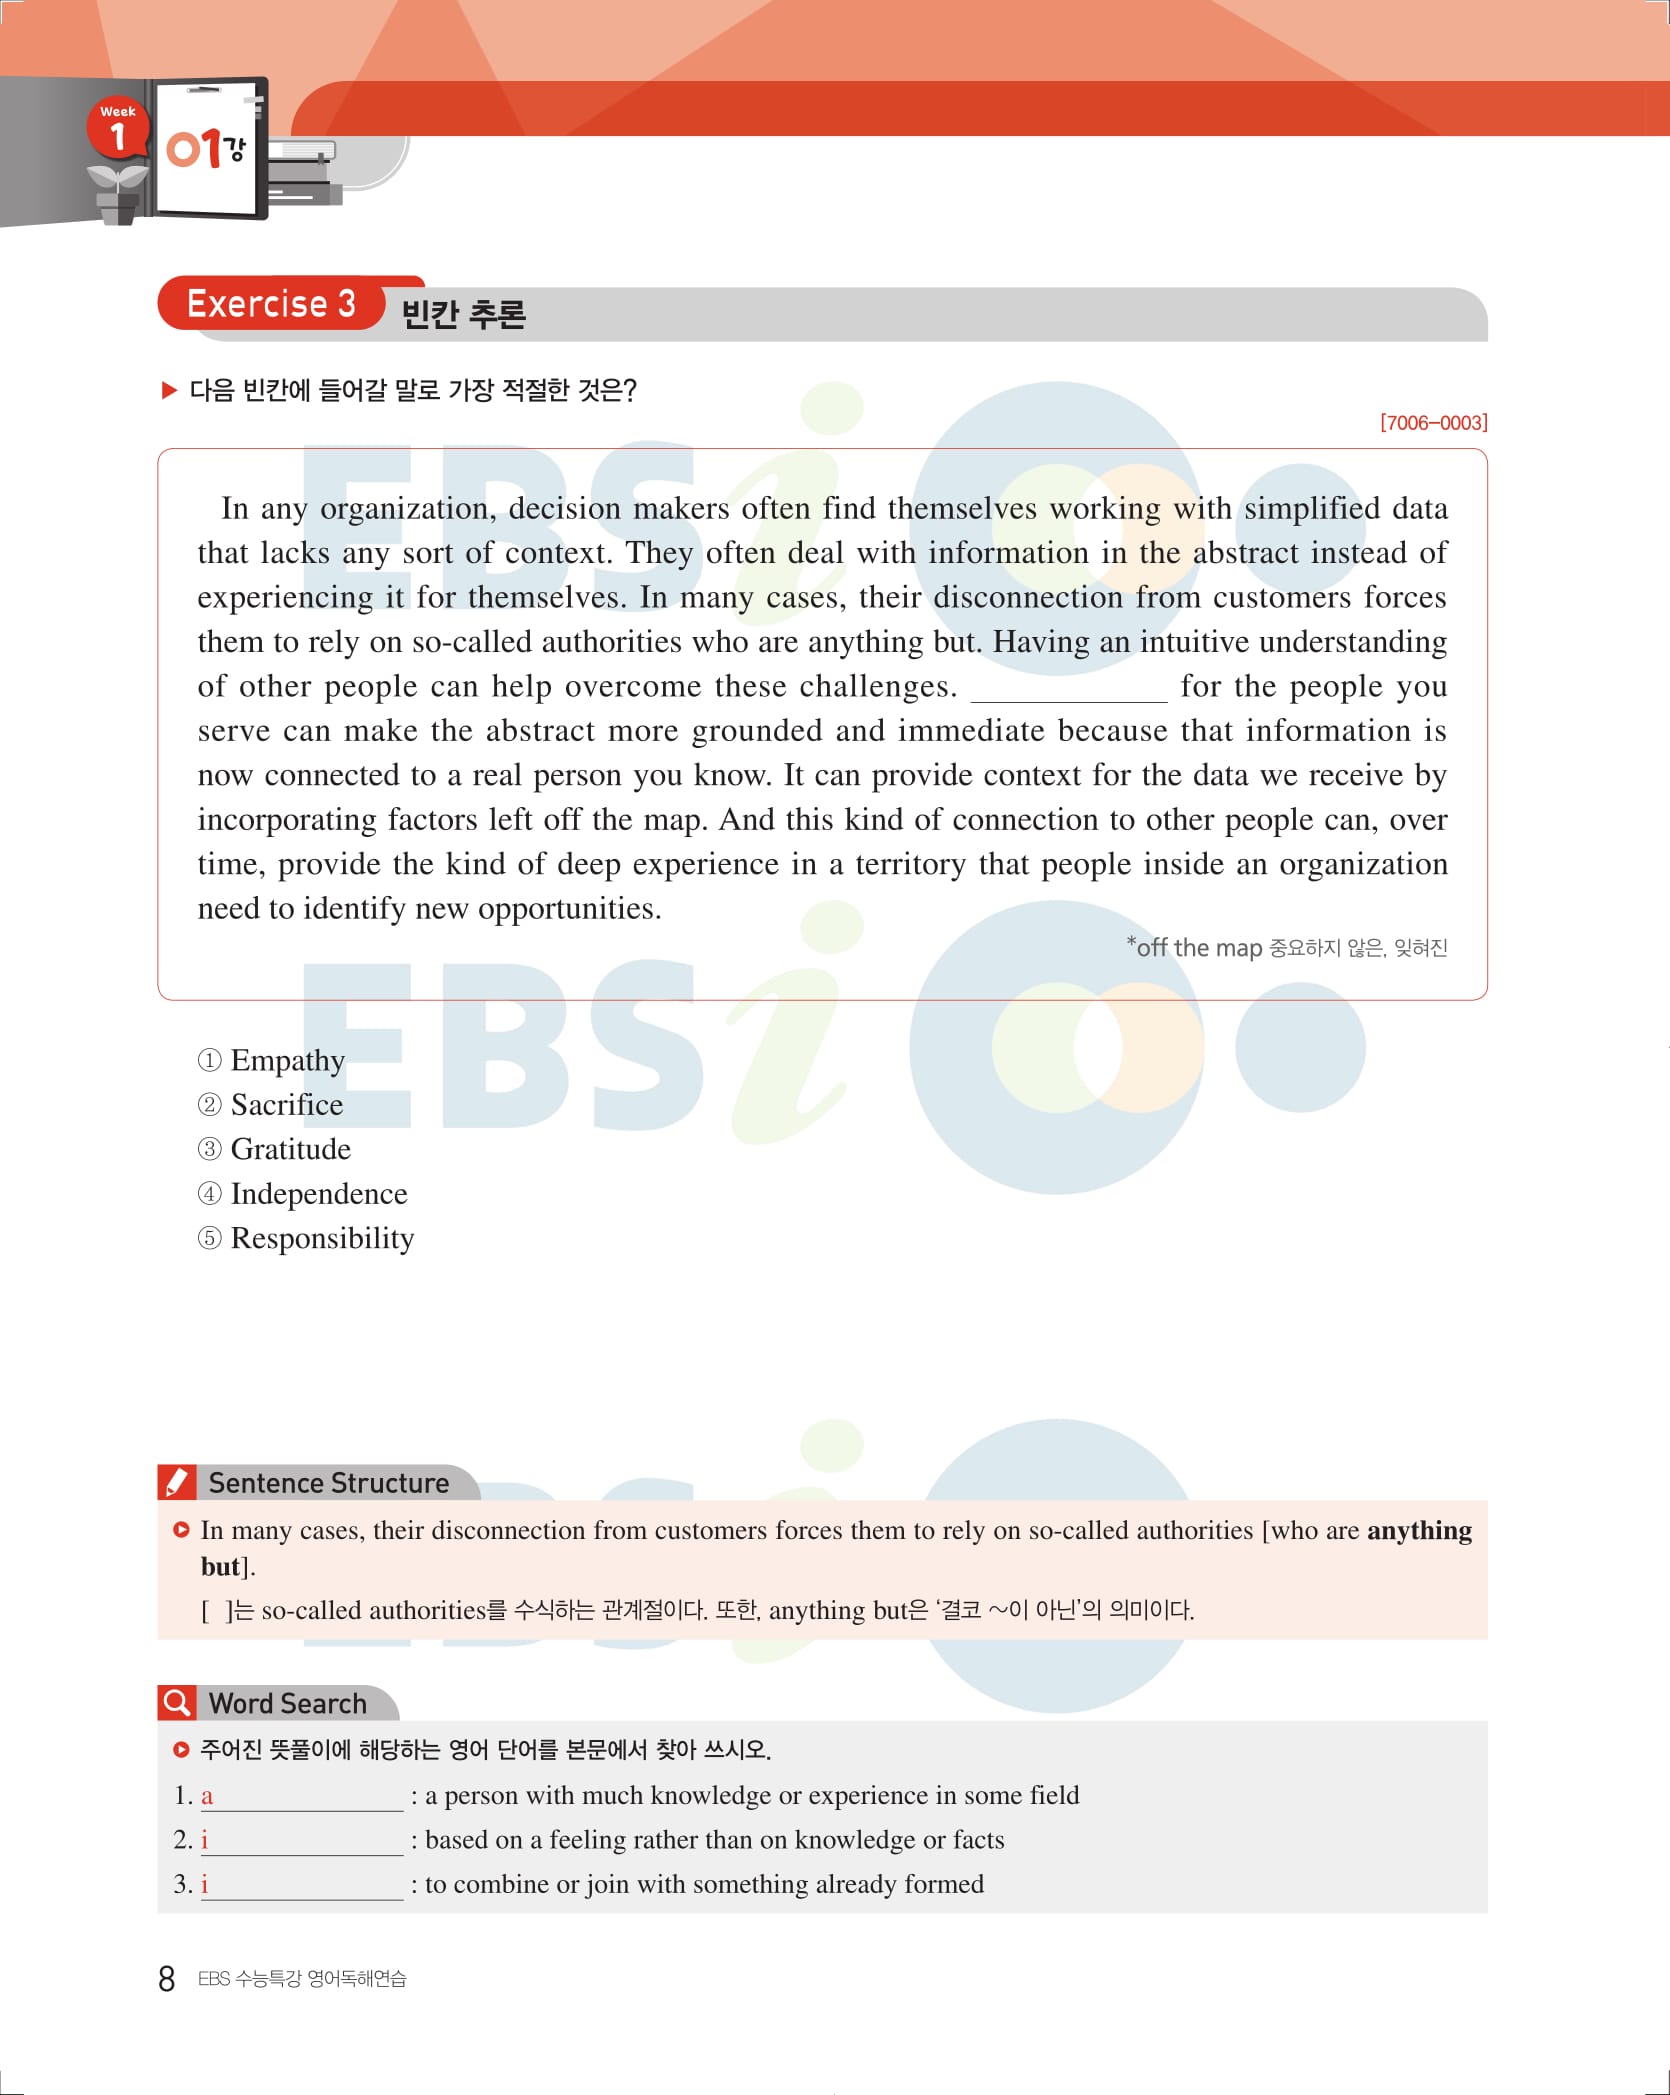 Week
1
01강
Exercise 3 빈칸 추론
▶ 다음 빈칸에 들어갈 말로 가장 적절한 것은?
[7006-0003]
In any organization, decision makers often find themselves working with simplified data
that lacks any sort of context. They often deal with information in the abstract instead of
experiencing it for themselves. In many cases, their disconnection from customers forces
them to rely on so-called authorities who are anything but. Having an intuitive understanding
of other people can help overcome these challenges. ____________ for the people you
serve can make the abstract more grounded and immediate because that information is
now connected to a real person you know. It can provide context for the data we receive by
incorporating factors left off the map. And this kind of connection to other people can, over
time, provide the kind of deep experience in a territory that people inside an organization
need to identify new opportunities.
*off the map 중요하지 않은, 잊혀진
① Empathy
② Sacrifice
③ Gratitude
④ Independence
⑤ Responsibility
EBSi
EBSi
EBSi
Sentence Structure
In many cases, their disconnection from customers forces them to rely on so-called authorities [who are anything
but].
[ ]는 so-called authorities를 수식하는 관계절이다. 또한, anything but은 ‘결코 ~이 아닌’의 의미이다.
Word Search
주어진 뜻풀이에 해당하는 영어 단어를 본문에서 찾아 쓰시오.
1. a____________ : a person with much knowledge or experience in some field
2. i____________ : based on a feeling rather than on knowledge or facts
3. i____________ : to combine or join with something already formed
8 EBS 수능특강 영어독해연습